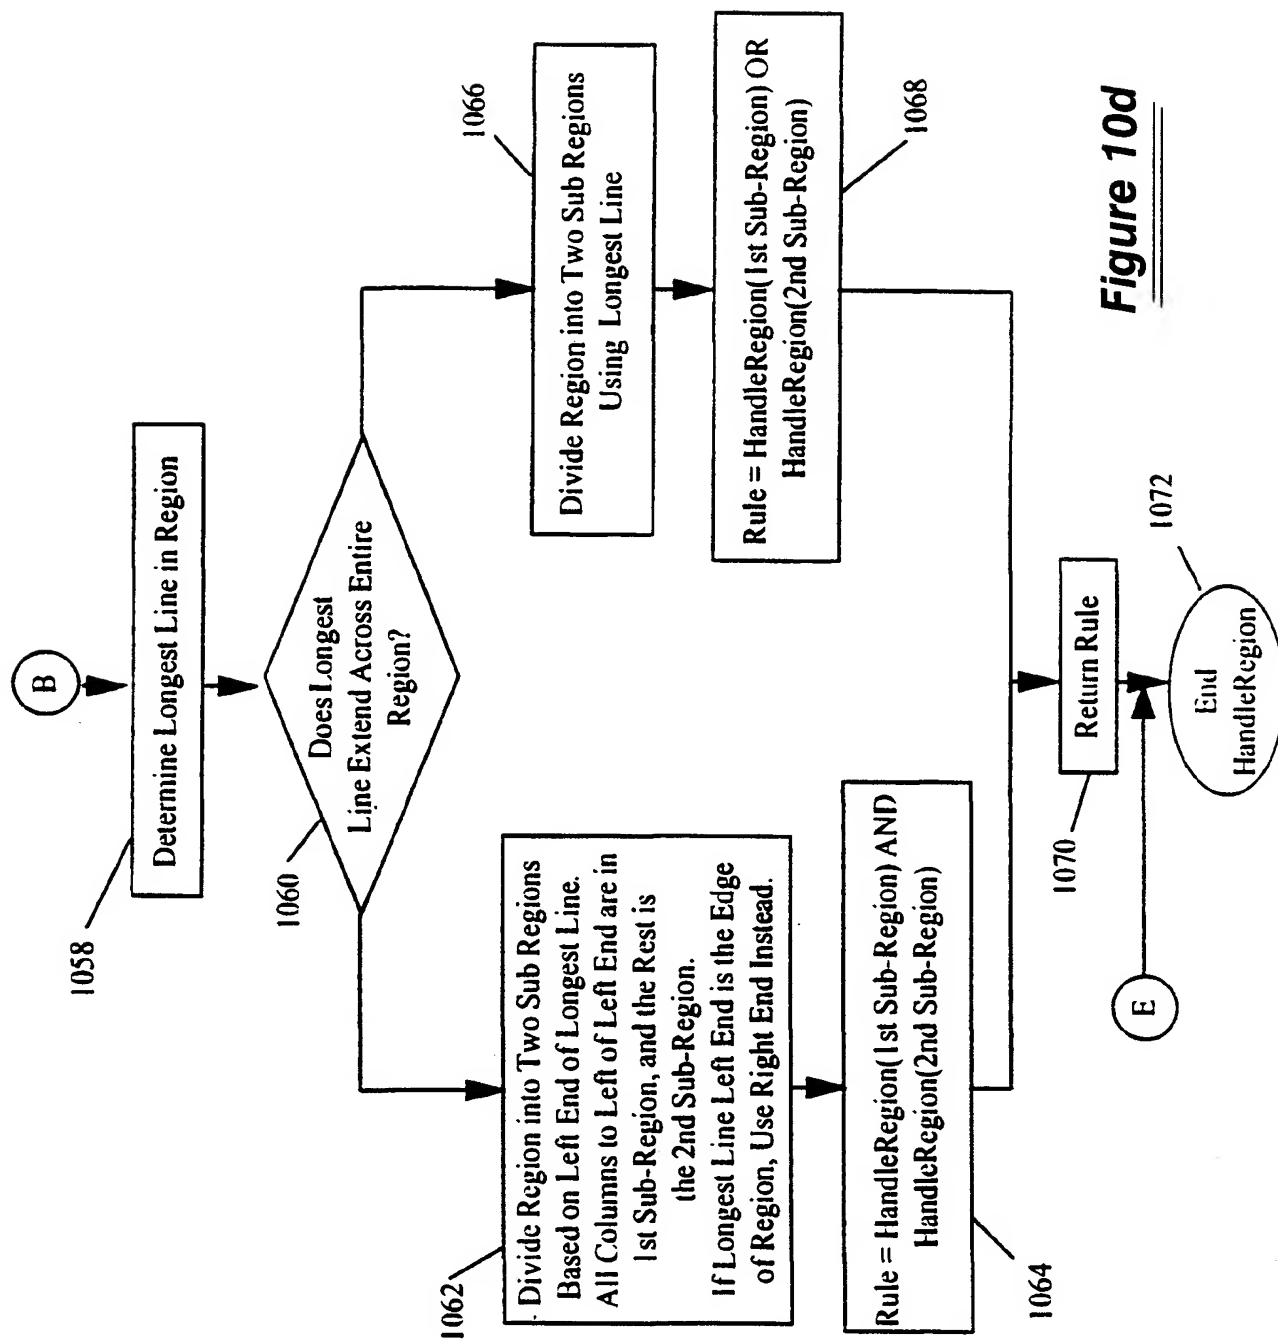 B
1058
Determine Longest Line in Region
1060
Does Longest
Line Extend Across Entire
Region?
1062
Divide Region into Two Sub Regions
Based on Left End of Longest Line.
All Columns to Left of Left End are in
1st Sub-Region, and the Rest is
the 2nd Sub-Region.
If Longest Line Left End is the Edge
of Region, Use Right End Instead.
1066
Divide Region into Two Sub Regions
Using Longest Line
Rule = HandleRegion(1st Sub-Region) AND
HandleRegion(2nd Sub-Region)
1064
Rule = HandleRegion(1st Sub-Region) OR
HandleRegion(2nd Sub-Region)
1068
Return Rule
1070
E
1072
End
HandleRegion
Figure 10d